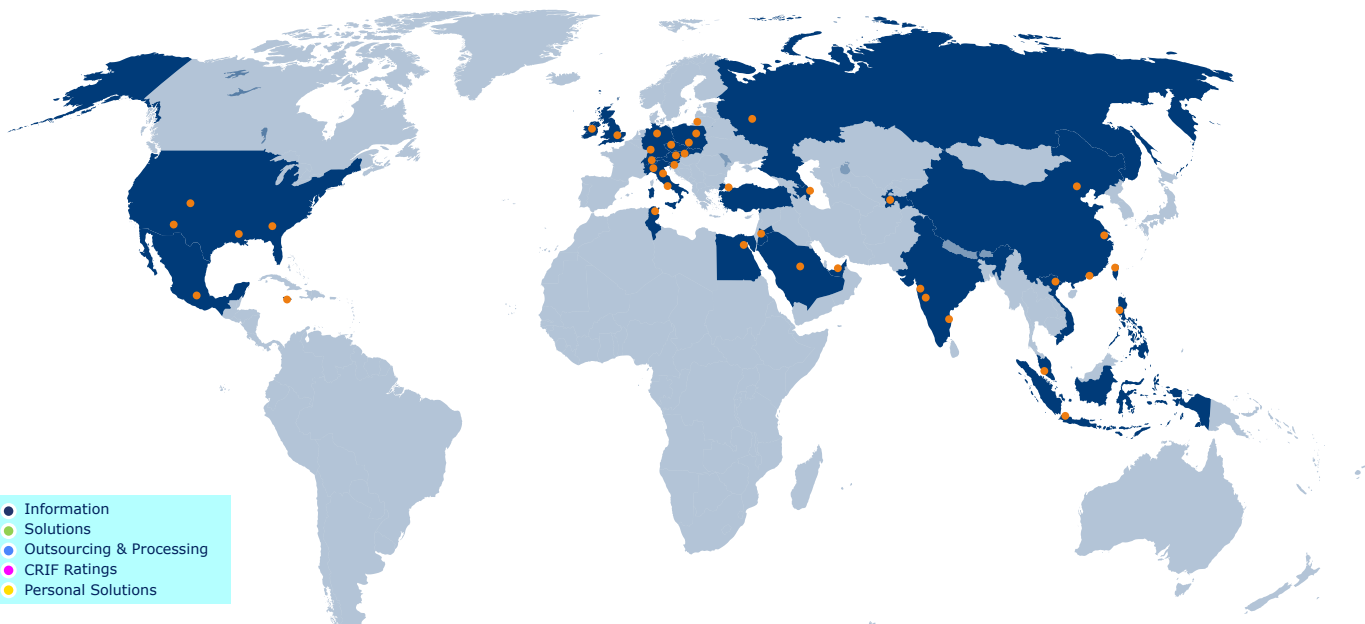 Information
Solutions
Outsourcing & Processing
CRIF Ratings
Personal Solutions